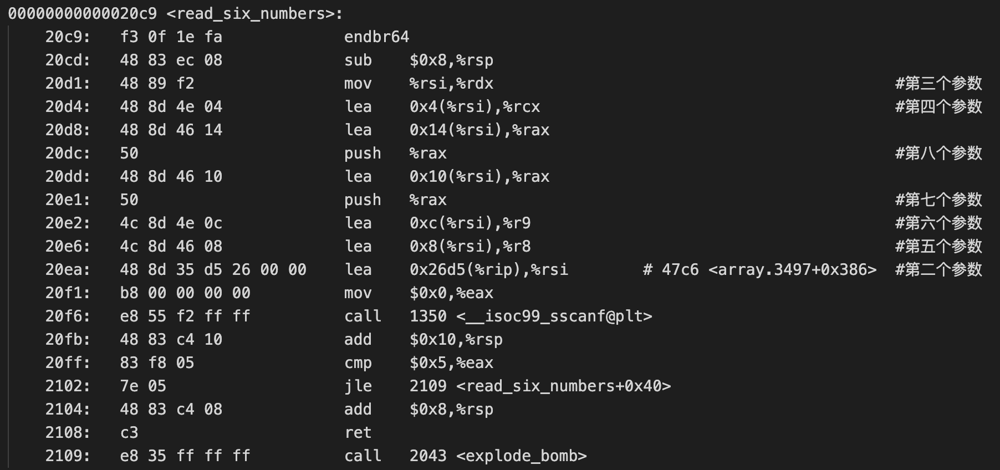 00000000000020c9 <read_six_numbers>:
20c9: f3 0f 1e fa endbr64
20cd: 48 83 ec 08 sub $0x8,%rsp
20d1: 48 89 f2 mov %rsi,%rdx #第三个参数
20d4: 48 8d 4e 04 lea 0x4(%rsi),%rcx #第四个参数
20d8: 48 8d 46 14 lea 0x14(%rsi),%rax
20dc: 50 push %rax #第八个参数
20dd: 48 8d 46 10 lea 0x10(%rsi),%rax
20e1: 50 push %rax #第七个参数
20e2: 4c 8d 4e 0c lea 0xc(%rsi),%r9 #第六个参数
20e6: 4c 8d 46 08 lea 0x8(%rsi),%r8 #第五个参数
20ea: 48 8d 35 d5 26 00 00 lea 0x26d5(%rip),%rsi # 47c6 <array.3497+0x386> #第二个参数
20f1: b8 00 00 00 00 mov $0x0,%eax
20f6: e8 55 f2 ff ff call 1350 <__isoc99_sscanf@plt>
20fb: 48 83 c4 10 add $0x10,%rsp
20ff: 83 f8 05 cmp $0x5,%eax
2102: 7e 05 jle 2109 <read_six_numbers+0x40>
2104: 48 83 c4 08 add $0x8,%rsp
2108: c3 ret
2109: e8 35 ff ff ff call 2043 <explode_bomb>